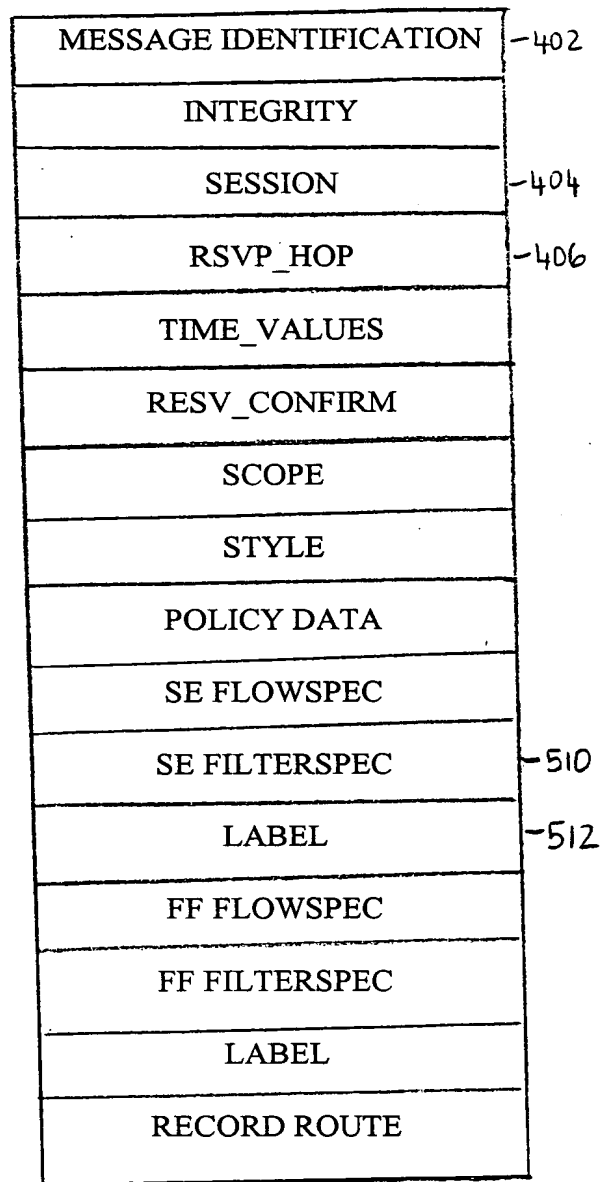 MESSAGE IDENTIFICATION -402
INTEGRITY
SESSION -404
RSVP_HOP -406
TIME_VALUES
RESV_CONFIRM
SCOPE
STYLE
POLICY DATA
SE FLOWSPEC
SE FILTERSPEC -510
LABEL -512
FF FLOWSPEC
FF FILTERSPEC
LABEL
RECORD ROUTE